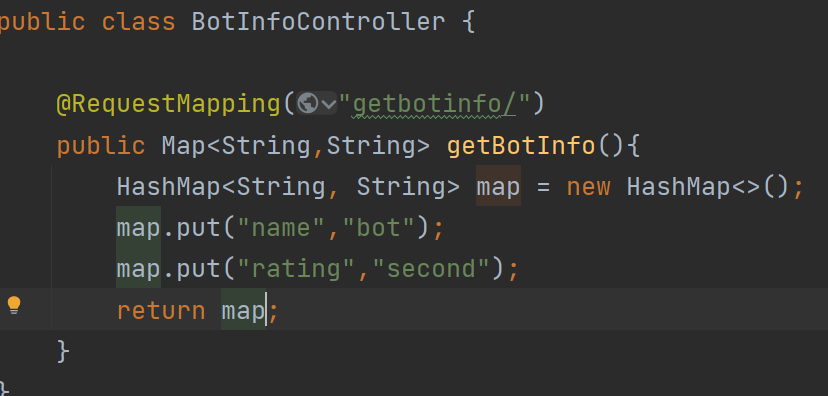 public class BotInfoController {
@RequestMapping("getbotinfo/")
public Map<String,String> getBotInfo(){
HashMap<String, String> map = new HashMap<>();
map.put("name","bot");
map.put("rating","second");
return map;
}
}